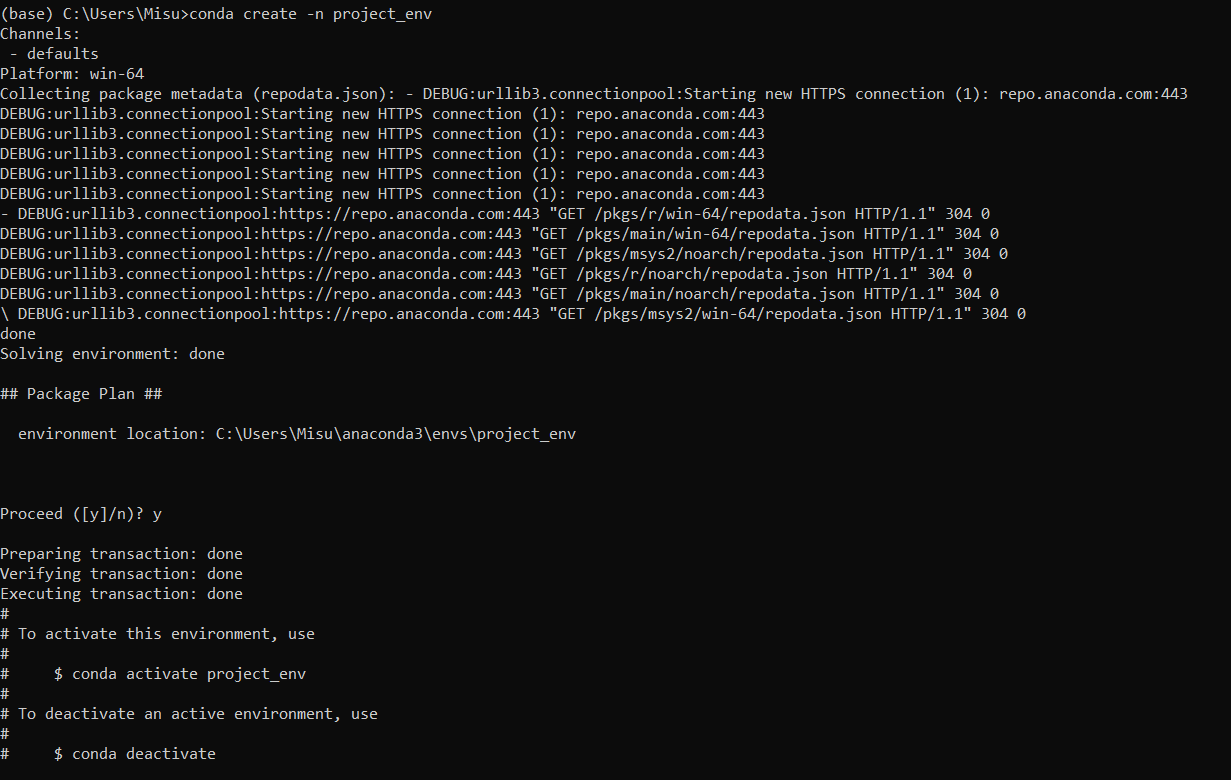 (base) C:\Users\Misu>conda create -n project_env
Channels:
 - defaults
Platform: win-64
Collecting package metadata (repodata.json): - DEBUG:urllib3.connectionpool:Starting new HTTPS connection (1): repo.anaconda.com:443
DEBUG:urllib3.connectionpool:Starting new HTTPS connection (1): repo.anaconda.com:443
DEBUG:urllib3.connectionpool:Starting new HTTPS connection (1): repo.anaconda.com:443
DEBUG:urllib3.connectionpool:Starting new HTTPS connection (1): repo.anaconda.com:443
DEBUG:urllib3.connectionpool:Starting new HTTPS connection (1): repo.anaconda.com:443
DEBUG:urllib3.connectionpool:Starting new HTTPS connection (1): repo.anaconda.com:443
- DEBUG:urllib3.connectionpool:https://repo.anaconda.com:443 "GET /pkgs/r/win-64/repodata.json HTTP/1.1" 304 0
DEBUG:urllib3.connectionpool:https://repo.anaconda.com:443 "GET /pkgs/main/win-64/repodata.json HTTP/1.1" 304 0
DEBUG:urllib3.connectionpool:https://repo.anaconda.com:443 "GET /pkgs/msys2/noarch/repodata.json HTTP/1.1" 304 0
DEBUG:urllib3.connectionpool:https://repo.anaconda.com:443 "GET /pkgs/r/noarch/repodata.json HTTP/1.1" 304 0
DEBUG:urllib3.connectionpool:https://repo.anaconda.com:443 "GET /pkgs/main/noarch/repodata.json HTTP/1.1" 304 0
\ DEBUG:urllib3.connectionpool:https://repo.anaconda.com:443 "GET /pkgs/msys2/win-64/repodata.json HTTP/1.1" 304 0
done
Solving environment: done

## Package Plan ##

  environment location: C:\Users\Misu\anaconda3\envs\project_env

Proceed ([y]/n)? y

Preparing transaction: done
Verifying transaction: done
Executing transaction: done
#
# To activate this environment, use
#
#     $ conda activate project_env
#
# To deactivate an active environment, use
#
#     $ conda deactivate